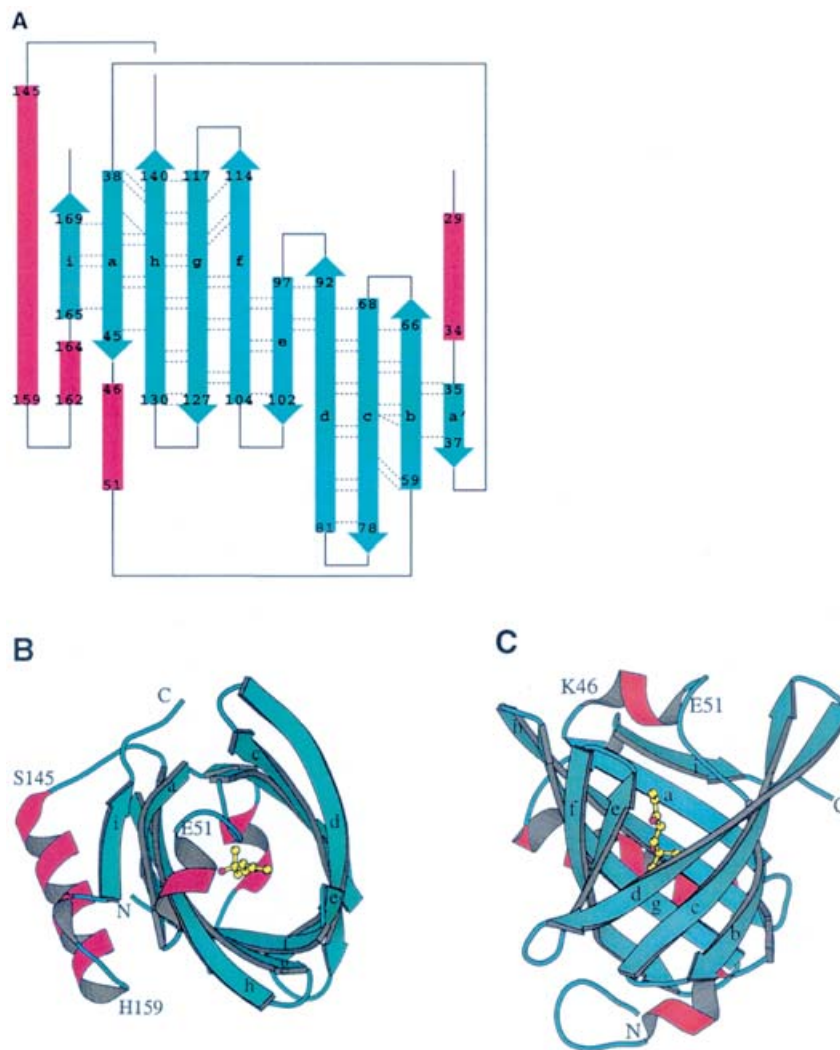 A
145
38
140
117
114
169
29
i
a
h
g
f
97
92
68
66
34
165
45
164
e
46
35
159
162
130
127
104
102
d
c
b
a'
37
51
59
81
78
B
C
C
K46
E51
S145
c
h
i
a
i
E51
a
C
f
e
d
e
N
d
g
c
b
h
H159
N